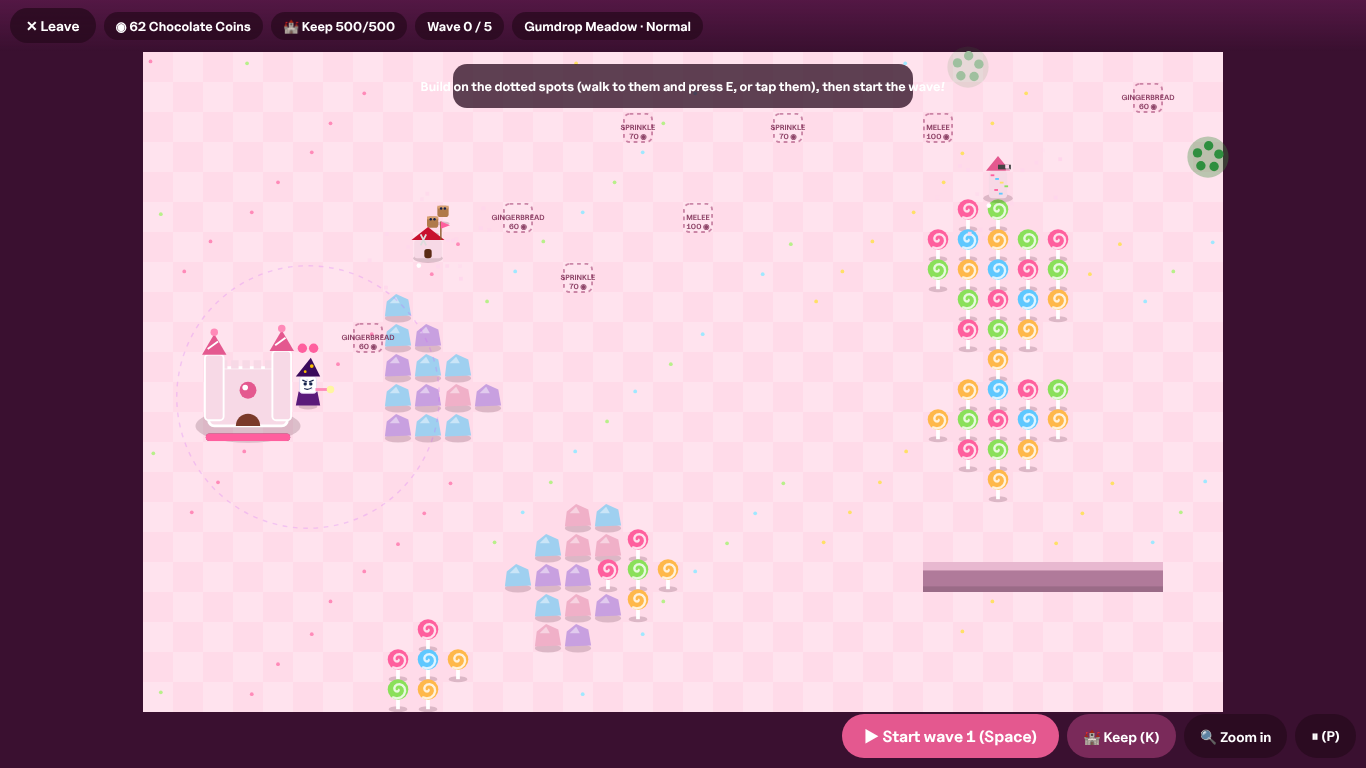 ✕ Leave
◉ 62 Chocolate Coins
🏰 Keep 500/500
Wave 0 / 5
Gumdrop Meadow · Normal
Build on the dotted spots (walk to them and press E, or tap them), then start the wave!
GINGERBREAD
60 ◉
SPRINKLE
70 ◉
SPRINKLE
70 ◉
MELEE
100 ◉
GINGERBREAD
60 ◉
MELEE
100 ◉
SPRINKLE
70 ◉
GINGERBREAD
60 ◉
▶ Start wave 1 (Space)
🏰 Keep (K)
🔍 Zoom in
⏸ (P)